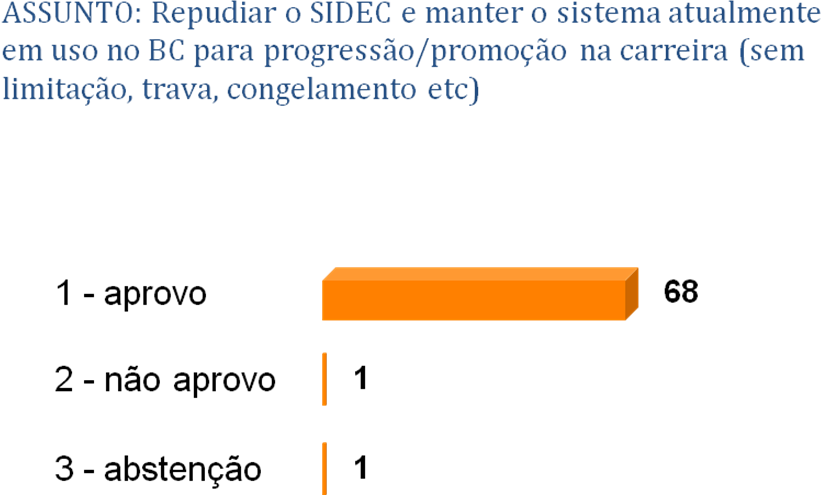 ASSUNTO: Repudiar o SIDEC e manter o sistema atualmente
em uso no BC para progressão/promoção na carreira (sem
limitação, trava, congelamento etc)
1 - aprovo 68
2 - não aprovo 1
3 - abstenção 1